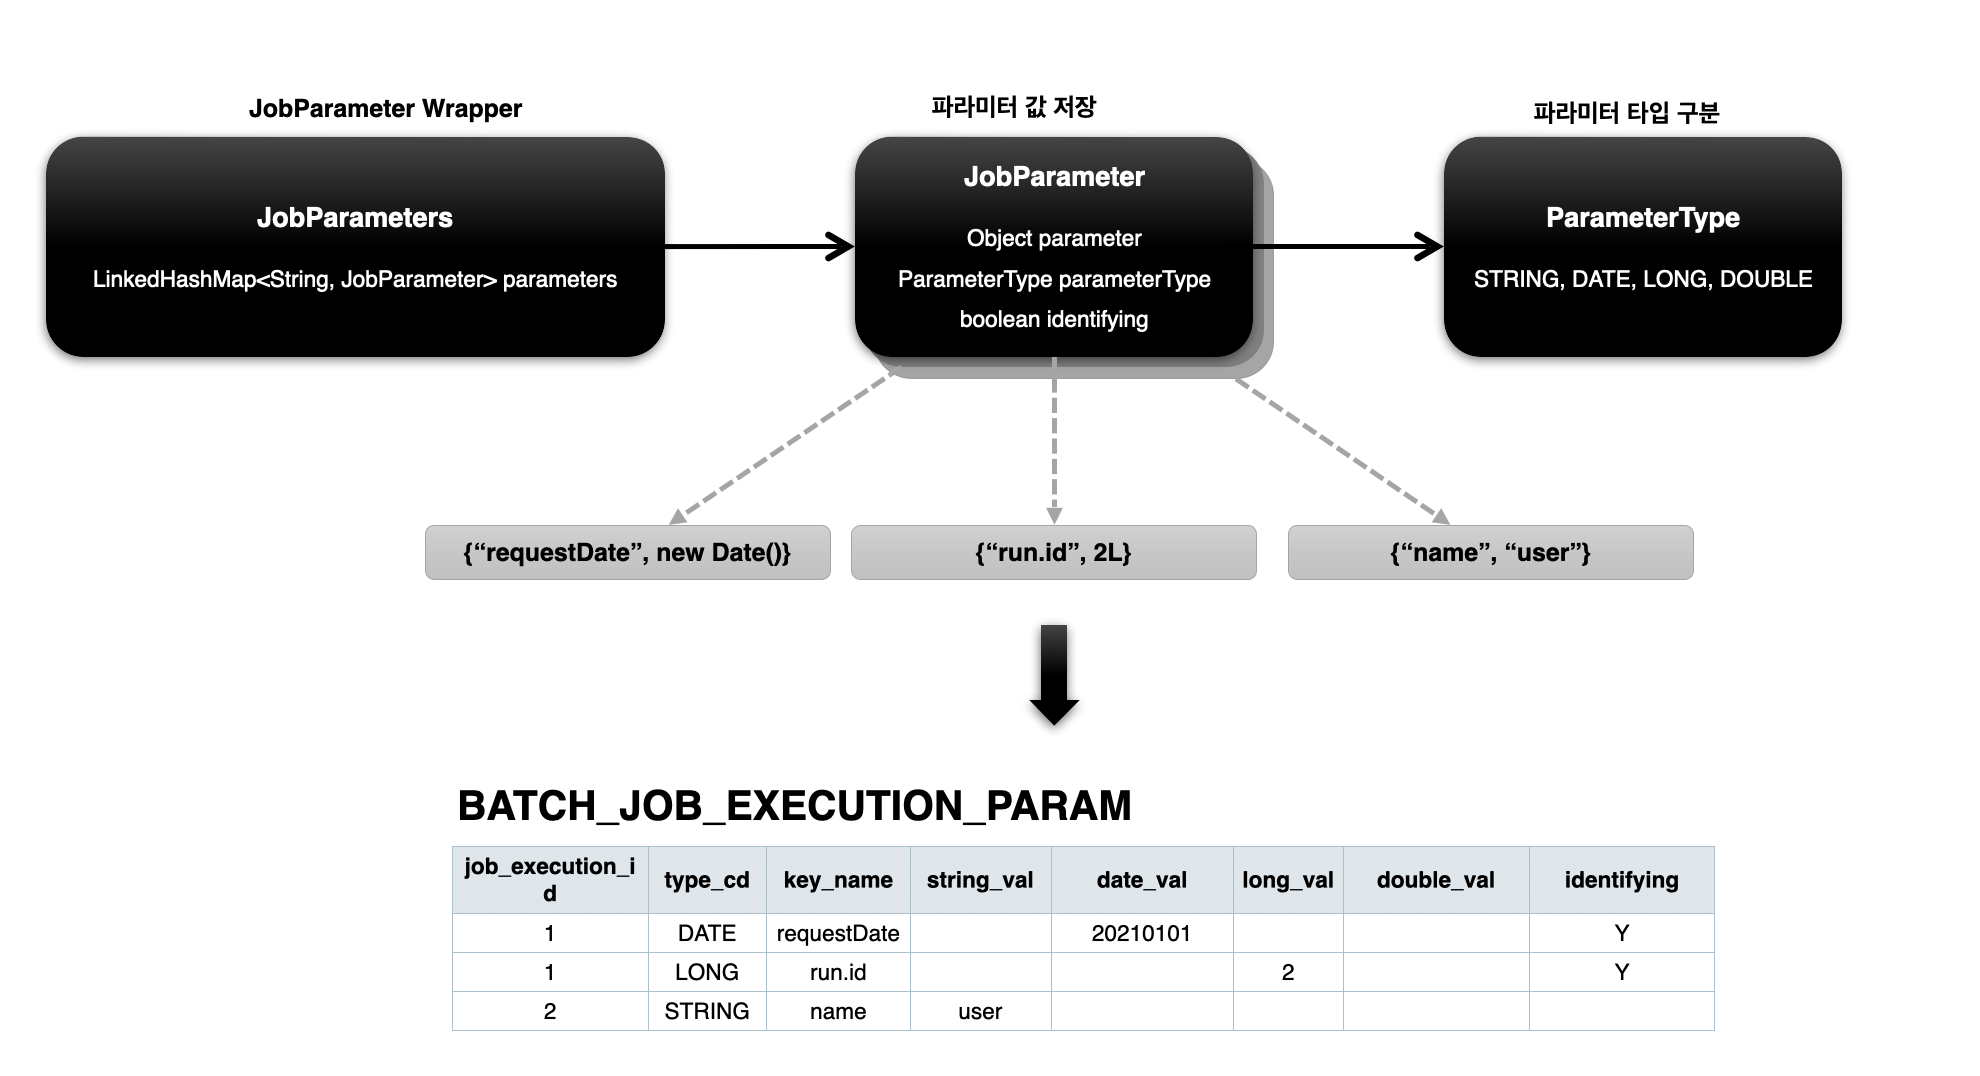 JobParameter Wrapper
파라미터 값 저장
파라미터 타입 구분
JobParameters
LinkedHashMap<String, JobParameter> parameters
JobParameter
Object parameter
ParameterType parameterType
boolean identifying
ParameterType
STRING, DATE, LONG, DOUBLE
{“requestDate”, new Date()}
{“run.id”, 2L}
{“name”, “user”}
BATCH_JOB_EXECUTION_PARAM
job_execution_i
d
type_cd key_name string_val date_val long_val double_val identifying
1 DATE requestDate 20210101 Y
1 LONG run.id 2 Y
2 STRING name user